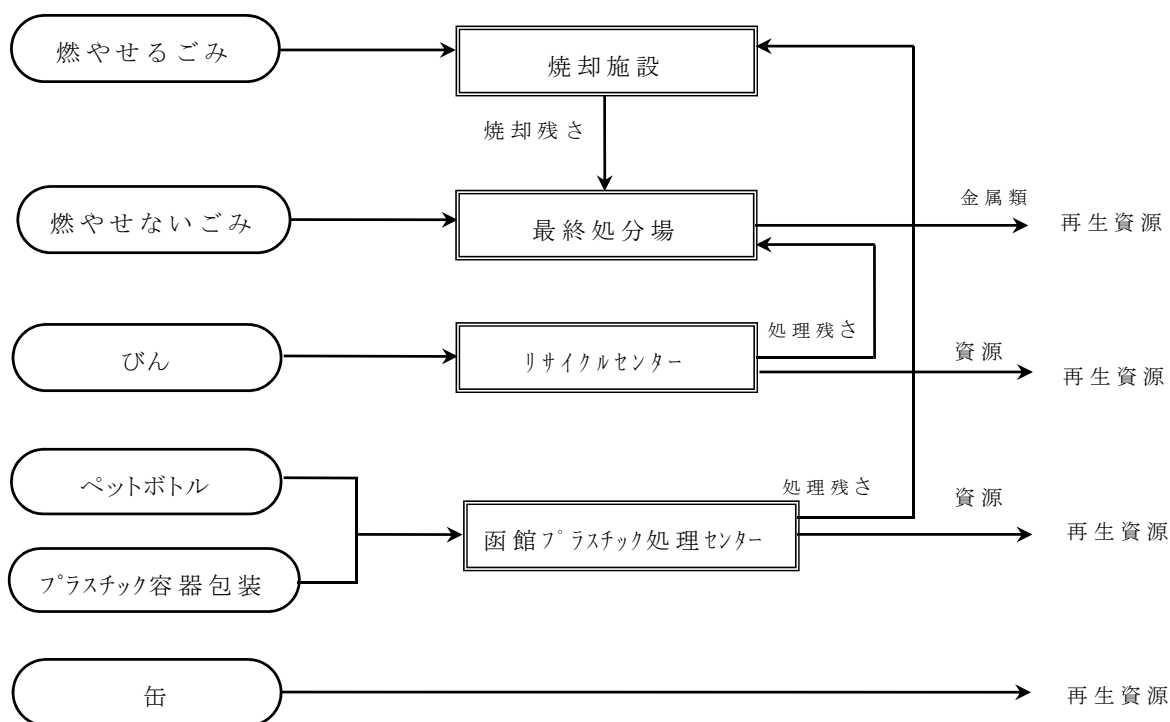 燃やせるごみ
焼却施設
焼却残さ
燃やせないごみ
最終処分場
金属類
再生資源
びん
リサイクルセンター
処理残さ
資源
再生資源
ペットボトル
処理残さ
資源
函館プラスチック処理センター
再生資源
プラスチック容器包装
缶
再生資源